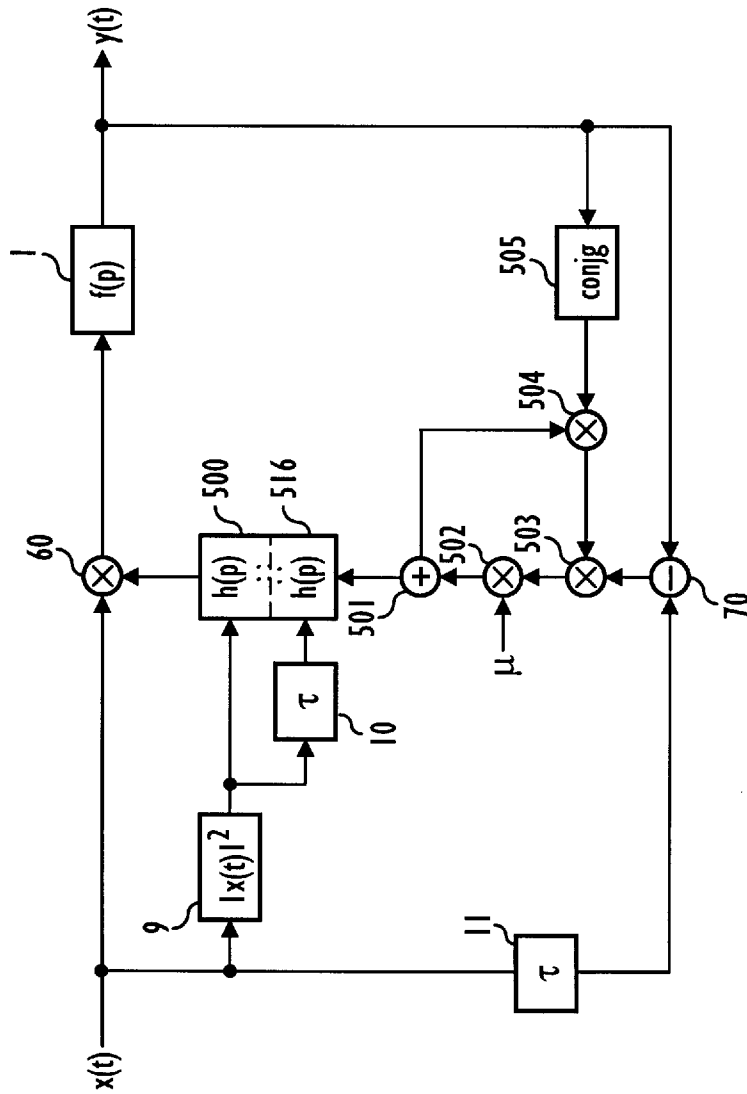 x(t)
60
1
f(p)
y(t)
9
|x(t)|²
500
h(p)
h(p)
516
τ
10
501
+
502
μ
503
504
505
conjg
11
τ
70